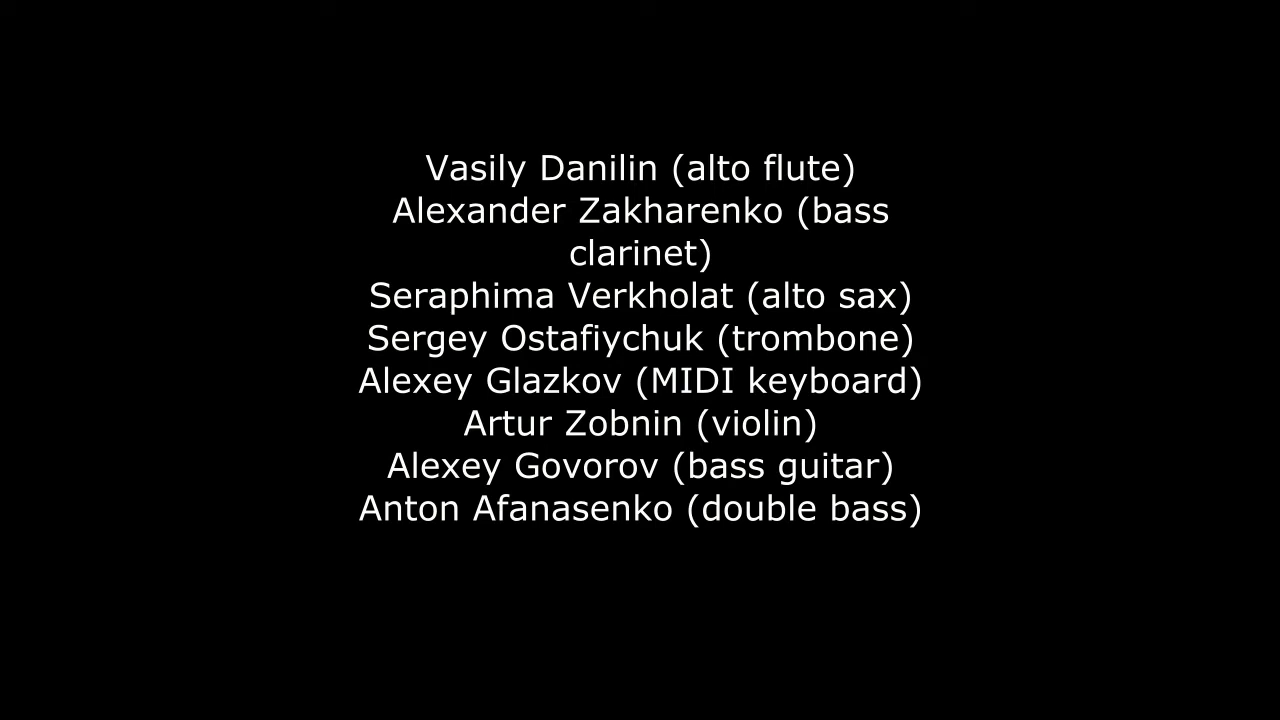 Vasily Danilin (alto flute)
Alexander Zakharenko (bass
clarinet)
Seraphima Verkholat (alto sax)
Sergey Ostafiychuk (trombone)
Alexey Glazkov (MIDI keyboard)
Artur Zobnin (violin)
Alexey Govorov (bass guitar)
Anton Afanasenko (double bass)